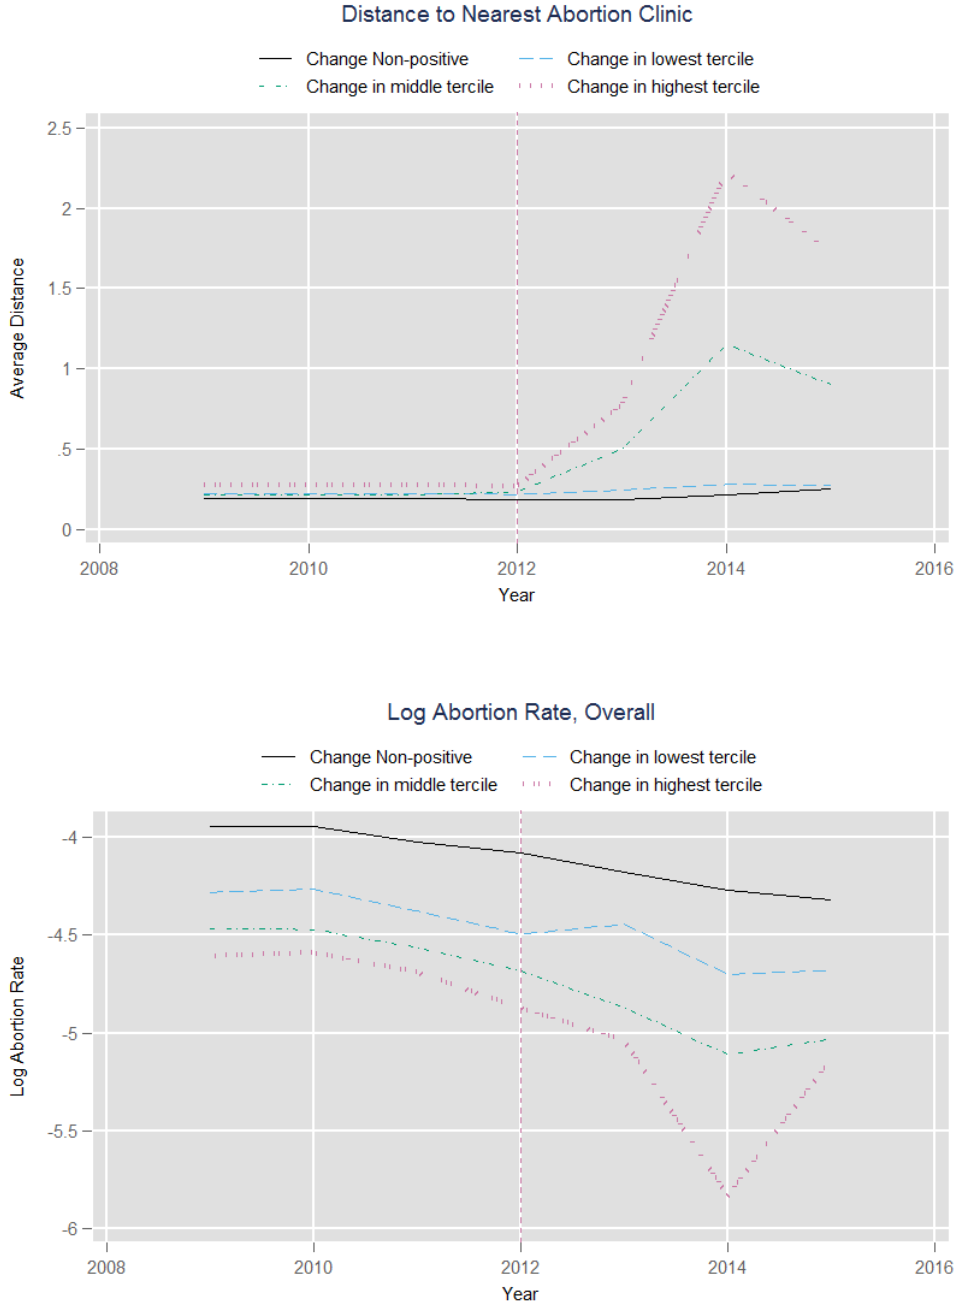 Distance to Nearest Abortion Clinic
Change Non-positive
Change in lowest tercile
Change in middle tercile
Change in highest tercile
2.5
2
1.5
1
.5
0
Average Distance
2008
2010
2012
2014
2016
Year
Log Abortion Rate, Overall
Change Non-positive
Change in lowest tercile
Change in middle tercile
Change in highest tercile
-4
-4.5
-5
-5.5
-6
Log Abortion Rate
2008
2010
2012
2014
2016
Year